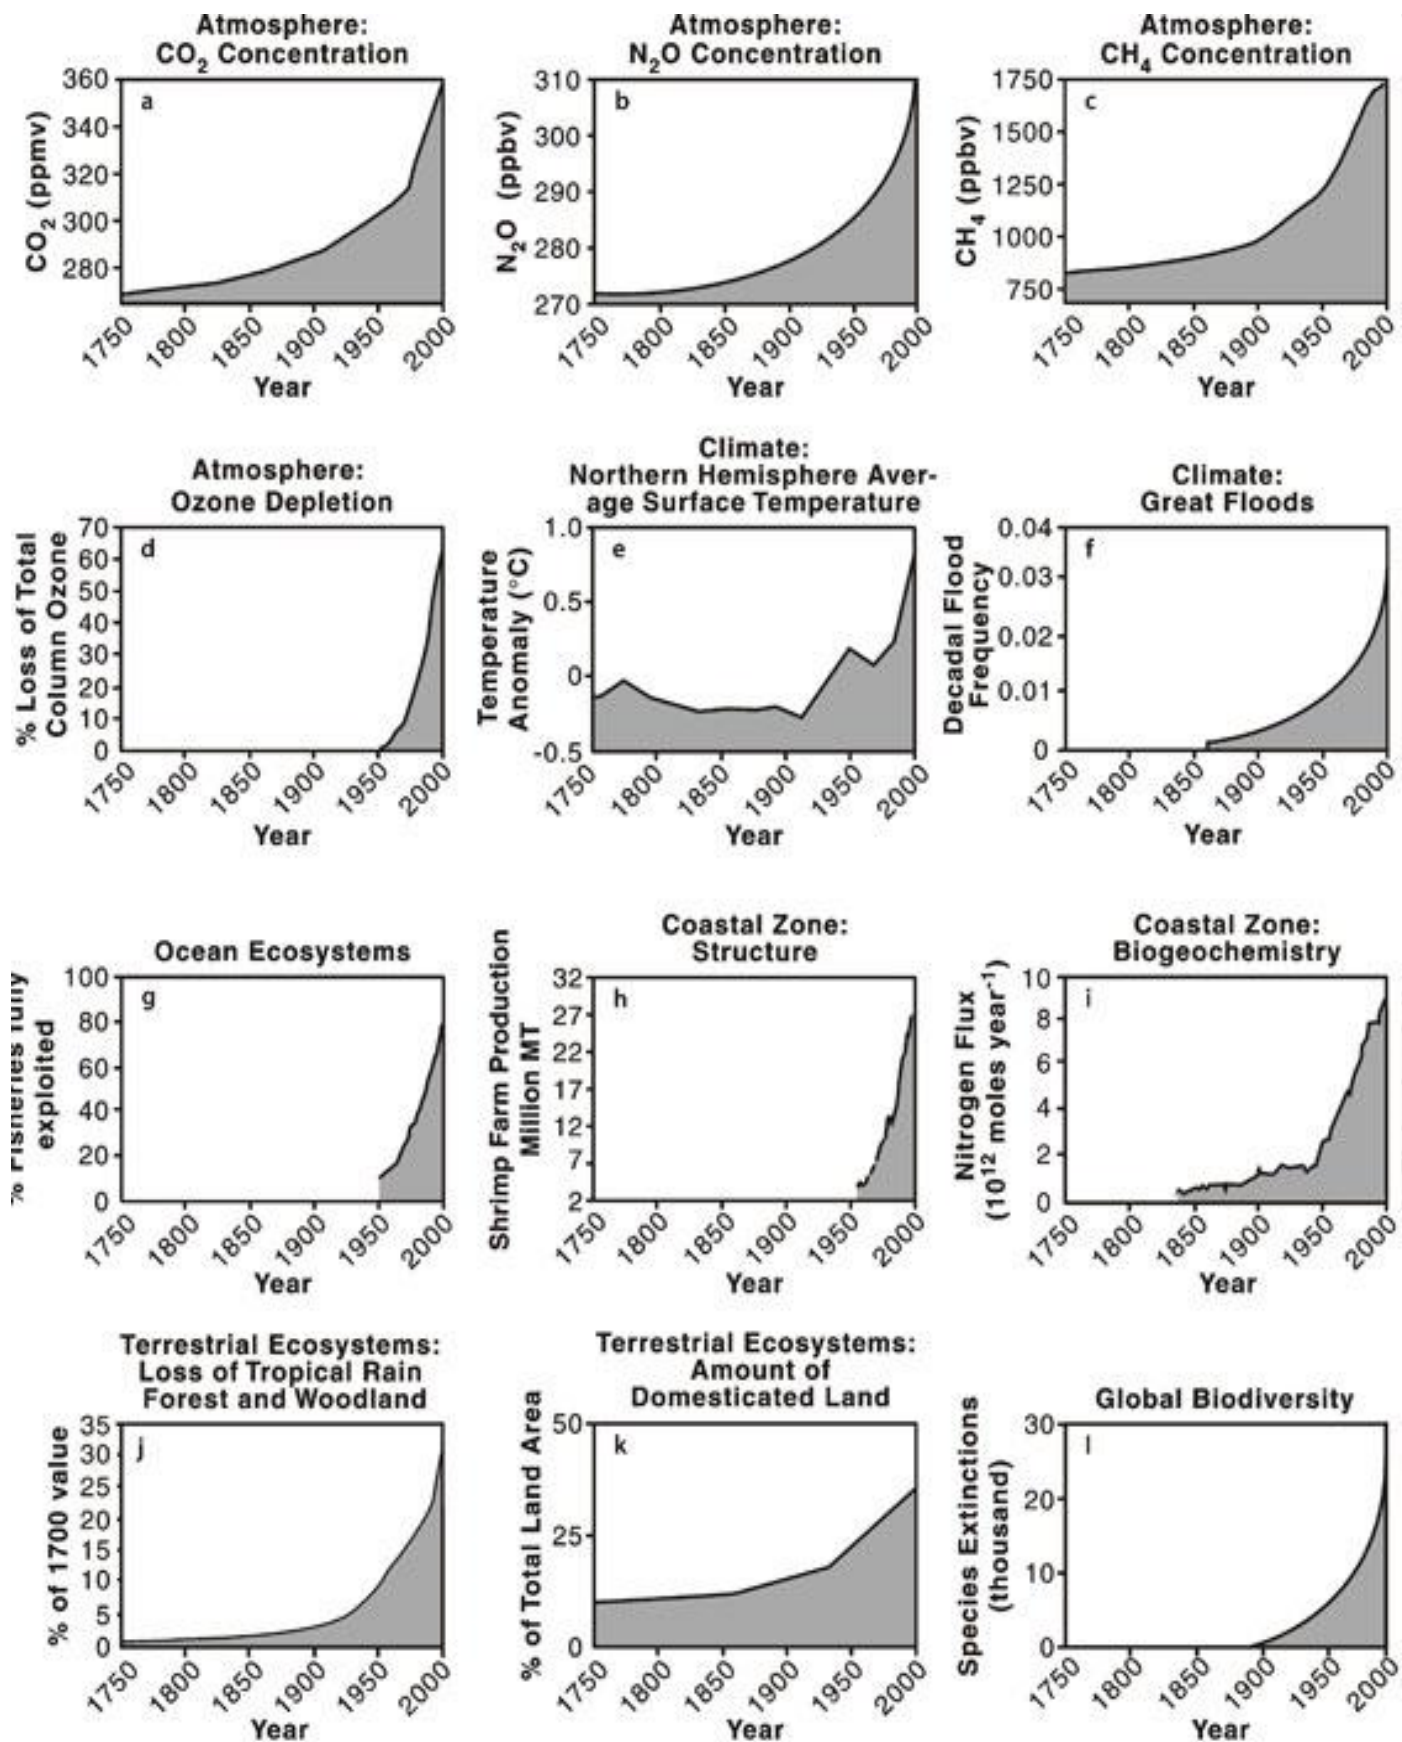 Atmosphere:
CO2 Concentration
a
CO2 (ppmv)
360
340
320
300
280
1750
1800
1850
1900
1950
2000
Year
Atmosphere:
N2O Concentration
b
N2O (ppbv)
310
300
290
280
270
1750
1800
1850
1900
1950
2000
Year
Atmosphere:
CH4 Concentration
c
CH4 (ppbv)
1750
1500
1250
1000
750
1750
1800
1850
1900
1950
2000
Year
Atmosphere:
Ozone Depletion
d
% Loss of Total
Column Ozone
70
60
50
40
30
20
10
0
1750
1800
1850
1900
1950
2000
Year
Climate:
Northern Hemisphere Aver-
age Surface Temperature
e
Temperature
Anomaly (°C)
1.0
0.5
0
-0.5
1750
1800
1850
1900
1950
2000
Year
Climate:
Great Floods
f
Decadal Flood
Frequency
0.04
0.03
0.02
0.01
0
1750
1800
1850
1900
1950
2000
Year
Ocean Ecosystems
g
% Fisheries fully
exploited
100
80
60
40
20
0
1750
1800
1850
1900
1950
2000
Year
Coastal Zone:
Structure
h
Shrimp Farm Production
Million MT
32
27
22
17
12
7
2
1750
1800
1850
1900
1950
2000
Year
Coastal Zone:
Biogeochemistry
i
Nitrogen Flux
(10^12 moles year^-1)
10
8
6
4
2
0
1750
1800
1850
1900
1950
2000
Year
Terrestrial Ecosystems:
Loss of Tropical Rain
Forest and Woodland
j
% of 1700 value
35
30
25
20
15
10
5
0
1750
1800
1850
1900
1950
2000
Year
Terrestrial Ecosystems:
Amount of
Domesticated Land
k
% of Total Land Area
50
25
0
1750
1800
1850
1900
1950
2000
Year
Global Biodiversity
l
Species Extinctions
(thousand)
30
20
10
0
1750
1800
1850
1900
1950
2000
Year